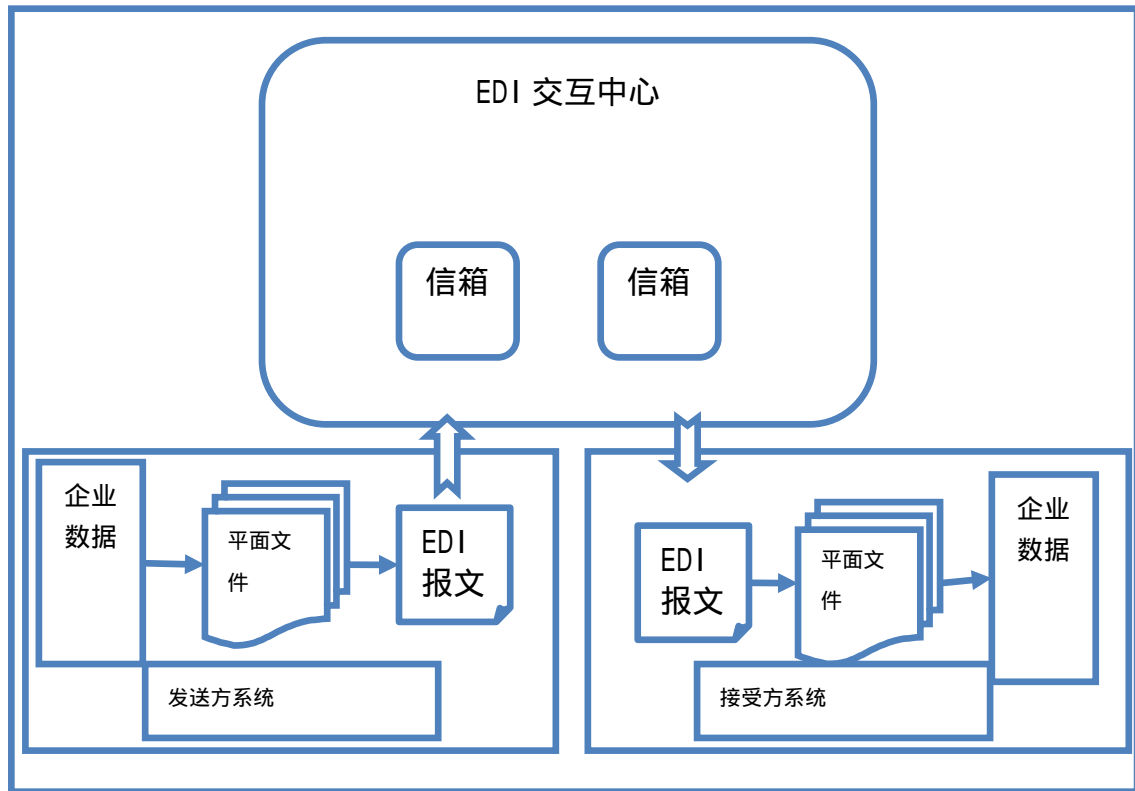 EDI 交互中心
信箱
信箱
企业
数据
平面文
件
EDI
报文
发送方系统
EDI
报文
平面文
件
企业
数据
接受方系统